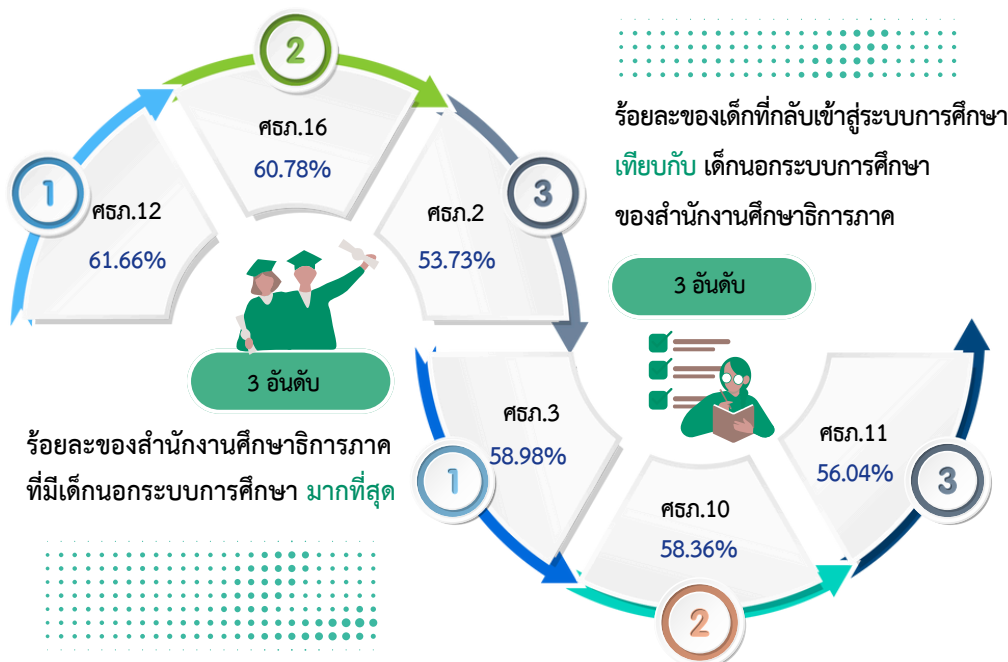 1
ศธภ.12
61.66%
2
ศธภ.16
60.78%
3
ศธภ.2
53.73%
3 อันดับ
ร้อยละของสำนักงานศึกษาธิการภาค
ที่มีเด็กนอกระบบการศึกษา มากที่สุด
ร้อยละของเด็กที่กลับเข้าสู่ระบบการศึกษา
เทียบกับ เด็กนอกระบบการศึกษา
ของสำนักงานศึกษาธิการภาค
3 อันดับ
1
ศธภ.3
58.98%
2
ศธภ.10
58.36%
3
ศธภ.11
56.04%